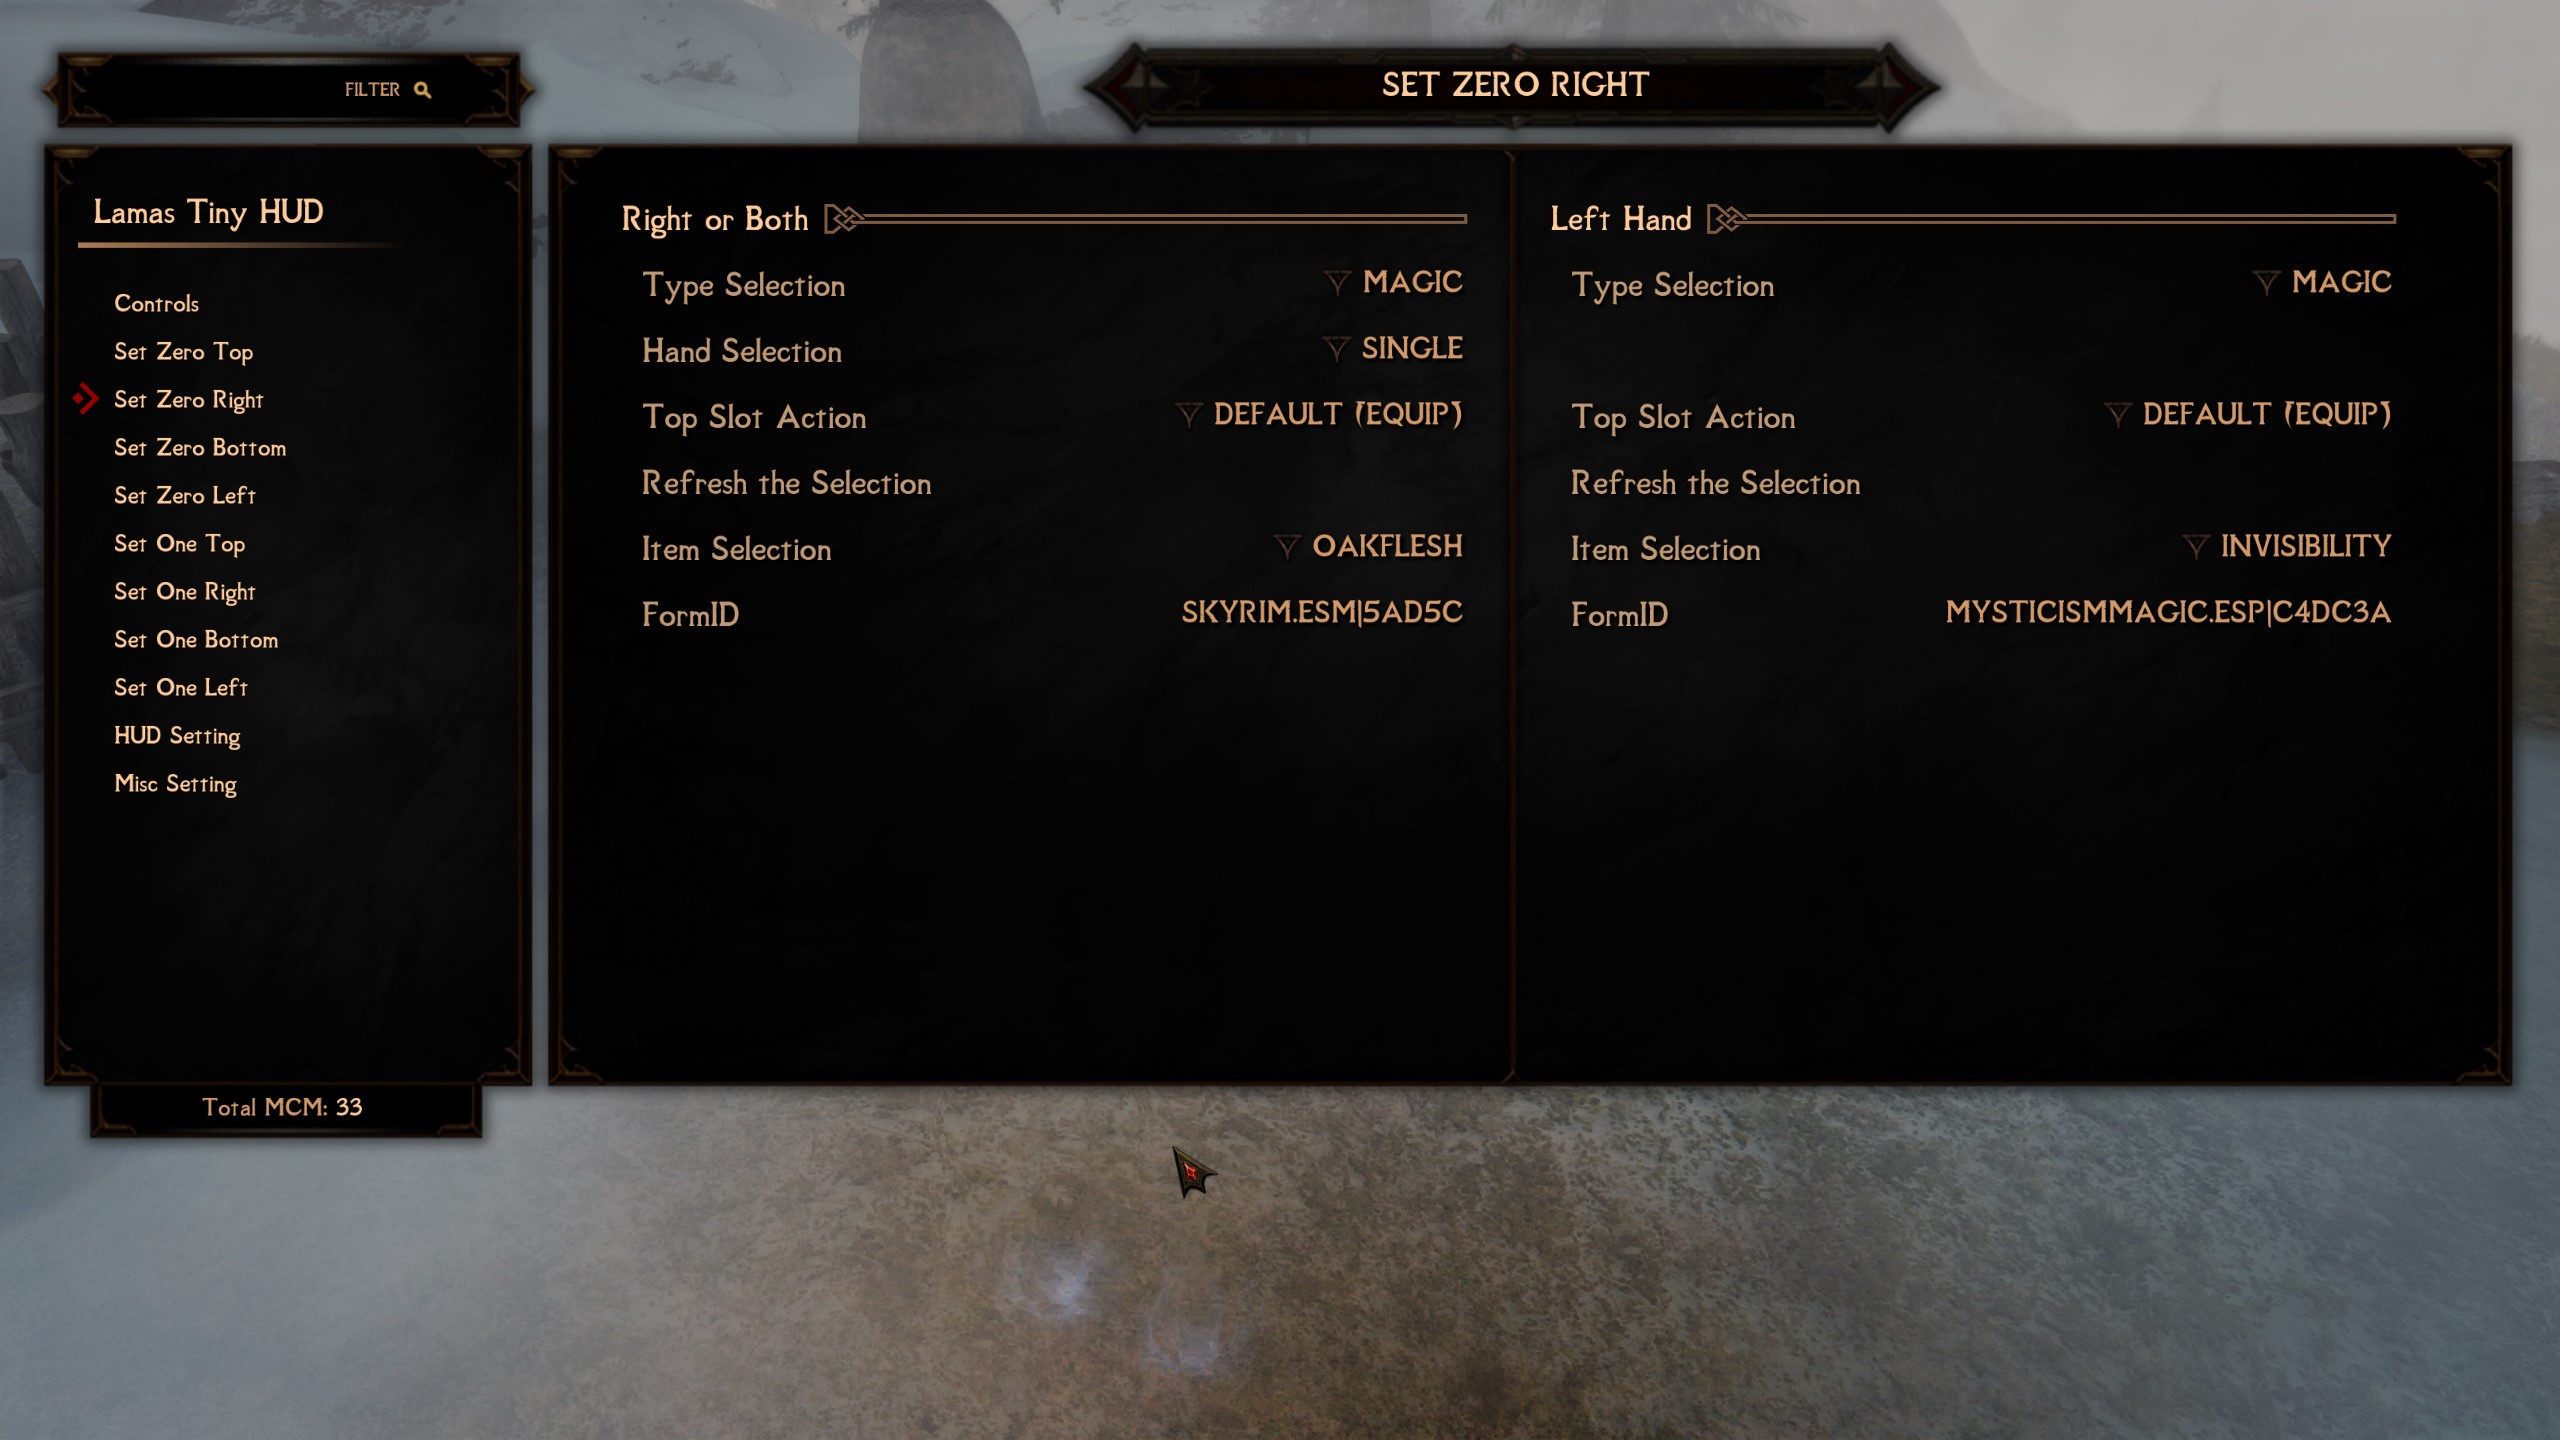 FILTER
SET ZERO RIGHT
Lamas Tiny HUD
Controls
Set Zero Top
Set Zero Right
Set Zero Bottom
Set Zero Left
Set One Top
Set One Right
Set One Bottom
Set One Left
HUD Setting
Misc Setting
Total MCM: 33
Right or Both
Type Selection MAGIC
Hand Selection SINGLE
Top Slot Action DEFAULT (EQUIP)
Refresh the Selection
Item Selection OAKFLESH
FormID SKYRIM.ESM|5AD5C
Left Hand
Type Selection MAGIC
Top Slot Action DEFAULT (EQUIP)
Refresh the Selection
Item Selection INVISIBILITY
FormID MYSTICISMMAGIC.ESP|C4DC3A